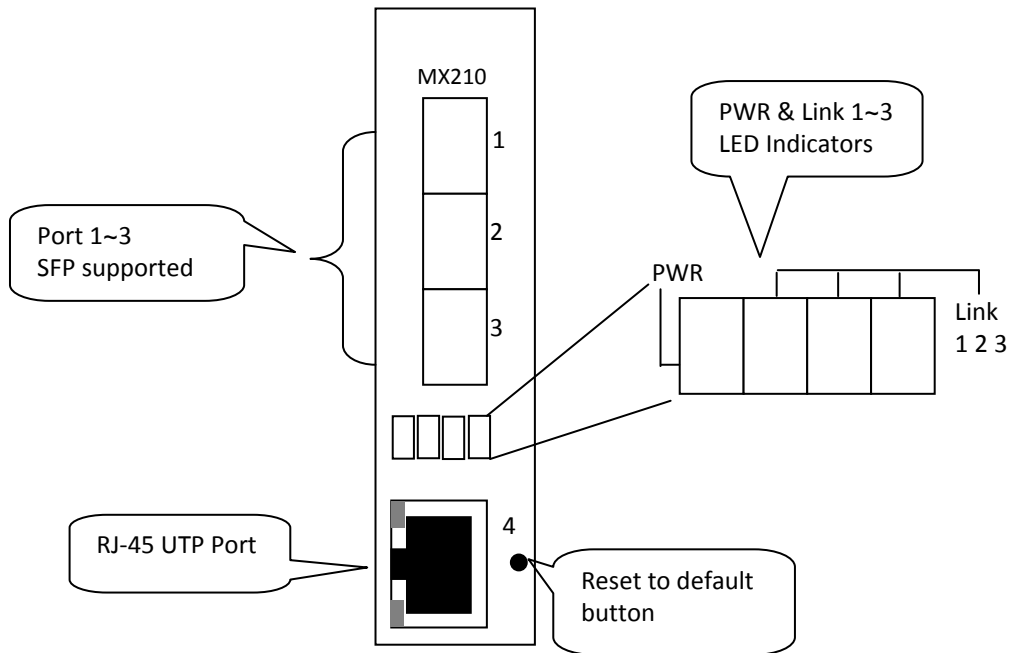 MX210
1
2
3
Port 1~3
SFP supported
PWR & Link 1~3
LED Indicators
PWR
Link
1 2 3
RJ-45 UTP Port
4
Reset to default
button